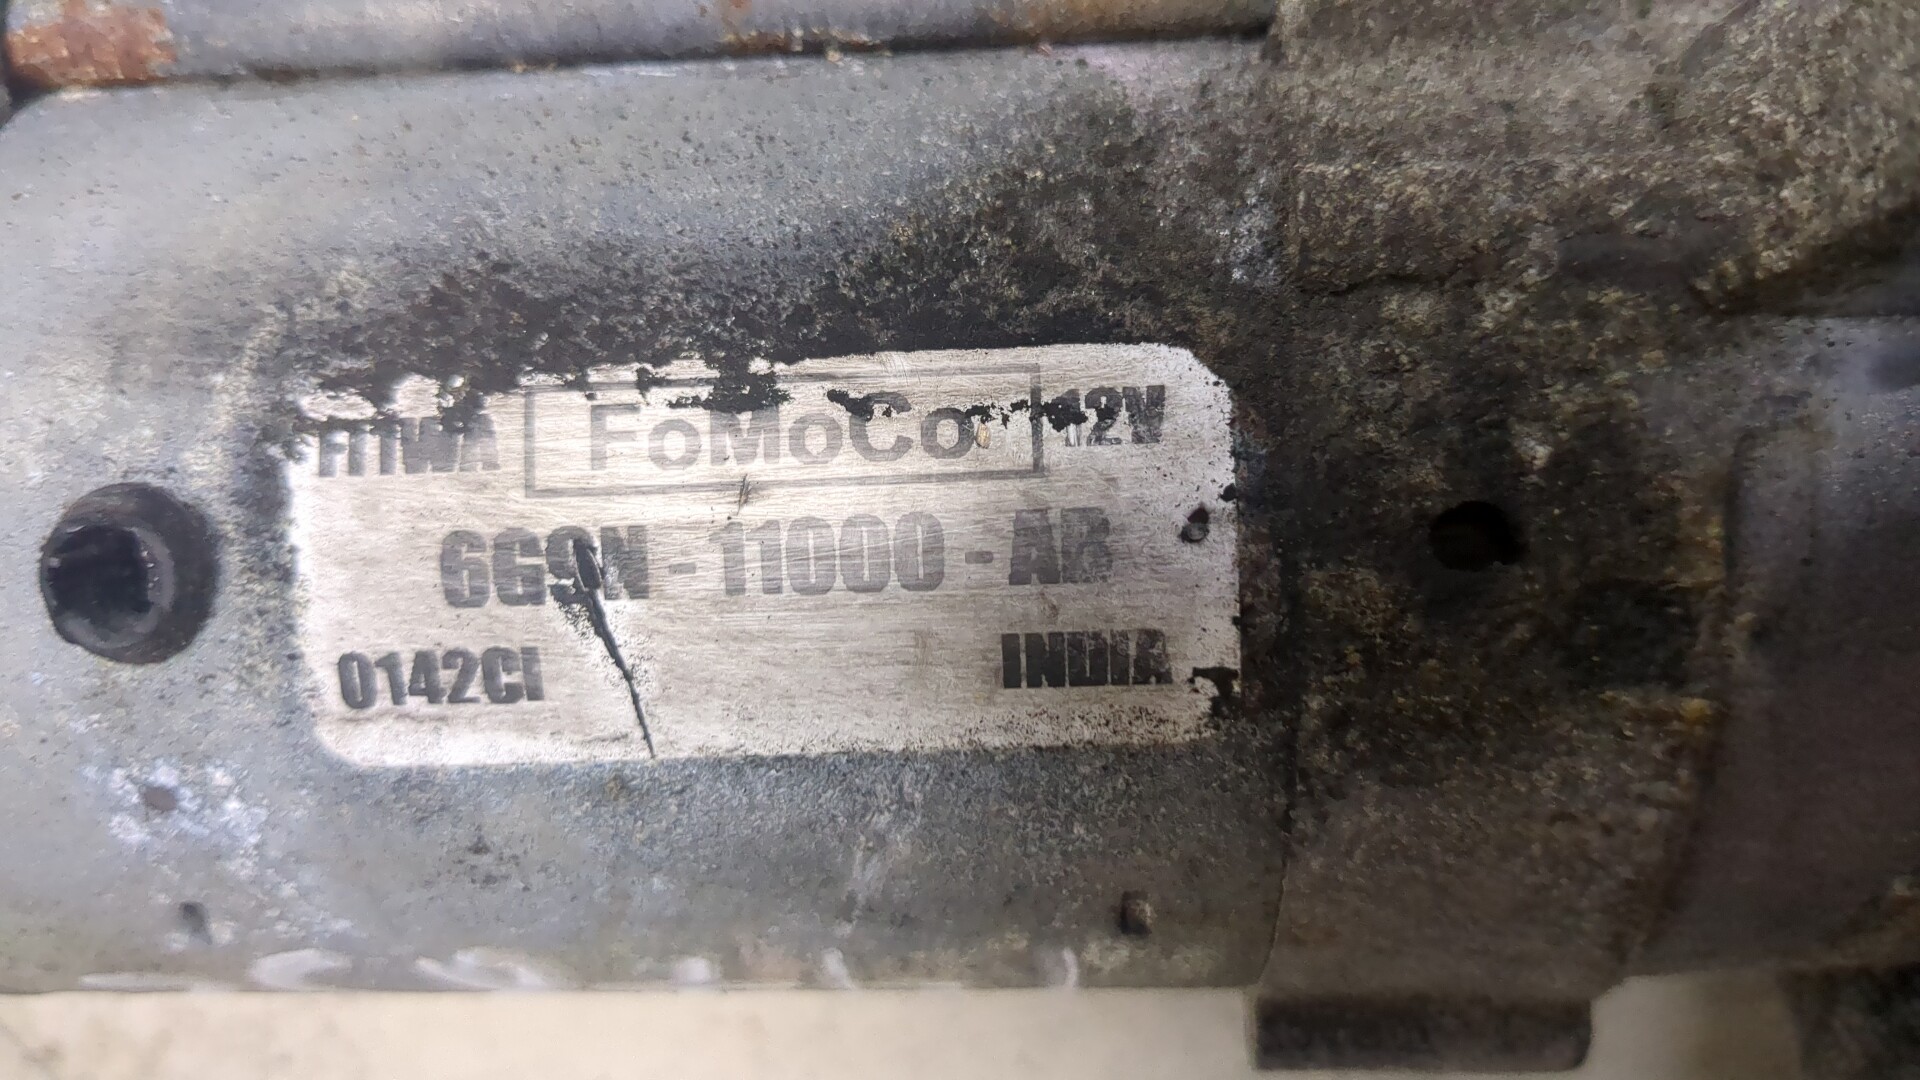 FoMoCo 12V
6G9N-11000-AB
0142CI INDIA